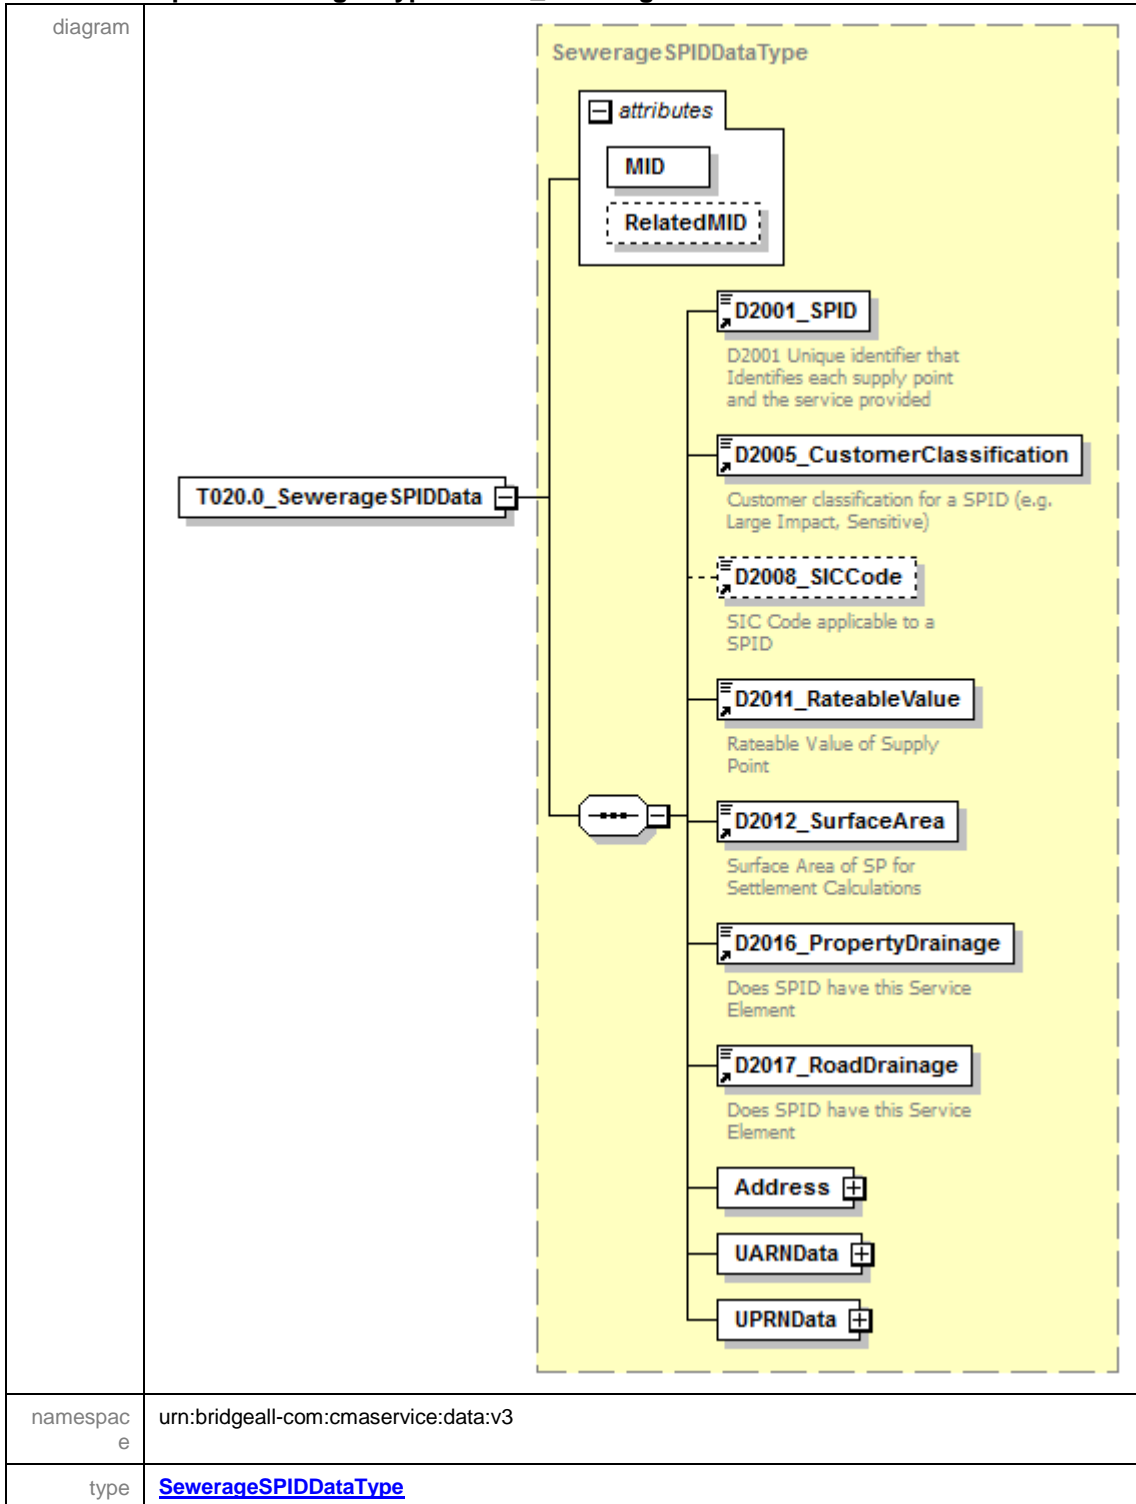 diagram
SewerageSPIDDataType
attributes
MID
RelatedMID
D2001_SPID
D2001 Unique identifier that
Identifies each supply point
and the service provided
D2005_CustomerClassification
T020.0_SewerageSPIDData
Customer classification for a SPID (e.g.
Large Impact, Sensitive)
D2008_SICCode
SIC Code applicable to a
SPID
D2011_RateableValue
Rateable Value of Supply
Point
D2012_SurfaceArea
Surface Area of SP for
Settlement Calculations
D2016_PropertyDrainage
Does SPID have this Service
Element
D2017_RoadDrainage
Does SPID have this Service
Element
Address
UARNData
UPRNData
namespac
e
urn:bridgeall-com:cmaservice:data:v3
type
SewerageSPIDDataType